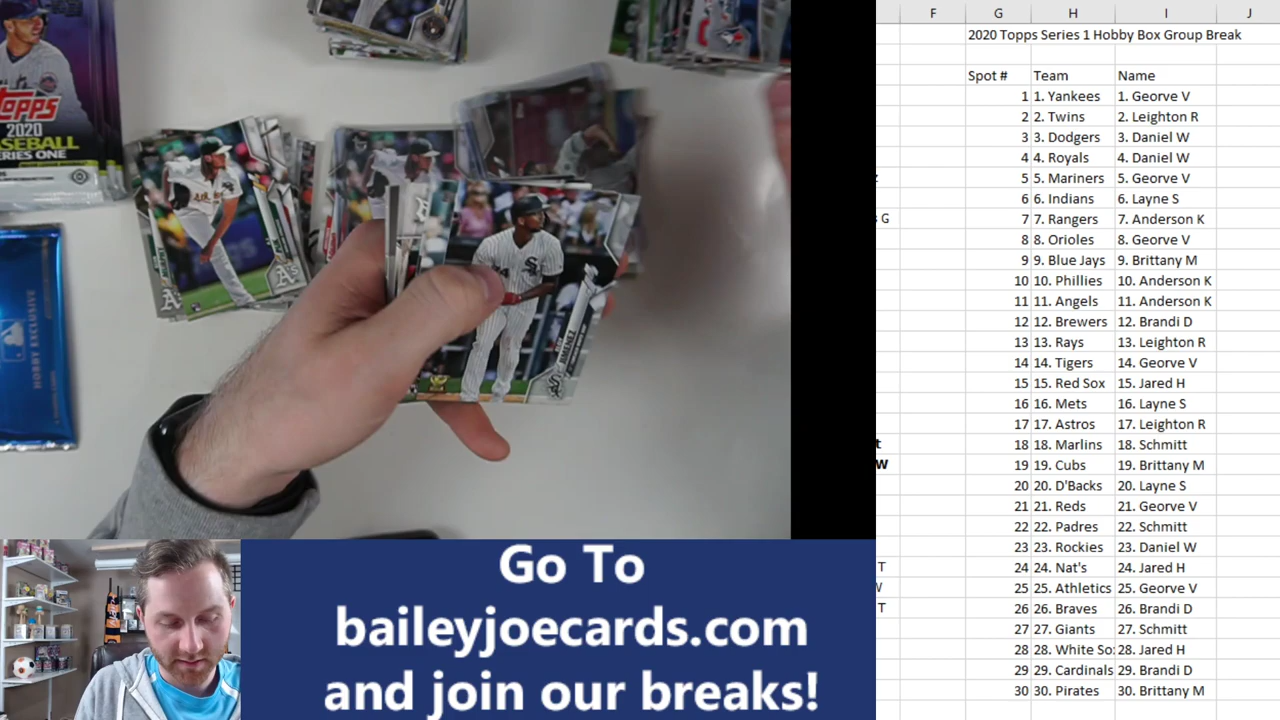 F G H I J
2020 Topps Series 1 Hobby Box Group Break
Spot # Team Name
1 1. Yankees 1. Georve V
2 2. Twins 2. Leighton R
3 3. Dodgers 3. Daniel W
4 4. Royals 4. Daniel W
5 5. Mariners 5. Georve V
6 6. Indians 6. Layne S
G 7 7. Rangers 7. Anderson K
8 8. Orioles 8. Georve V
9 9. Blue Jays 9. Brittany M
10 10. Phillies 10. Anderson K
11 11. Angels 11. Anderson K
12 12. Brewers 12. Brandi D
13 13. Rays 13. Leighton R
14 14. Tigers 14. Georve V
15 15. Red Sox 15. Jared H
16 16. Mets 16. Layne S
17 17. Astros 17. Leighton R
t 18 18. Marlins 18. Schmitt
W 19 19. Cubs 19. Brittany M
20 20. D'Backs 20. Layne S
21 21. Reds 21. Georve V
22 22. Padres 22. Schmitt
23 23. Rockies 23. Daniel W
T 24 24. Nat's 24. Jared H
25 25. Athletics 25. Georve V
T 26 26. Braves 26. Brandi D
27 27. Giants 27. Schmitt
28 28. White So: 28. Jared H
29 29. Cardinals 29. Brandi D
30 30. Pirates 30. Brittany M
TOPPS
2020
BASEBALL
SERIES ONE
HOBBY EXCLUSIVE
A's
JIMENEZ
Sox
Go To
baileyjoecards.com
and join our breaks!